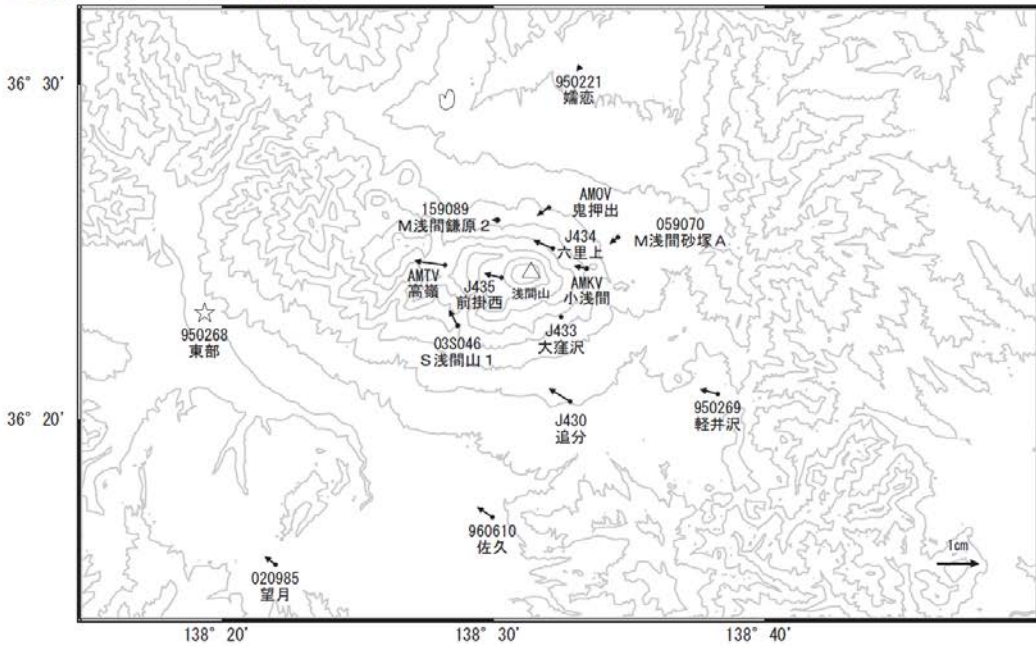 36° 30'
950221
嬬恋
AMOV
鬼押出
159089
M浅間鎌原2
059070
M浅間砂塚A
J434
六里上
AMTV
高嶺
J435
前掛西
浅間山
AMKV
小浅間
950268
東部
03S046
S浅間山1
J433
大窪沢
36° 20'
J430
追分
950269
軽井沢
960610
佐久
020985
望月
1cm
138° 20'
138° 30'
138° 40'